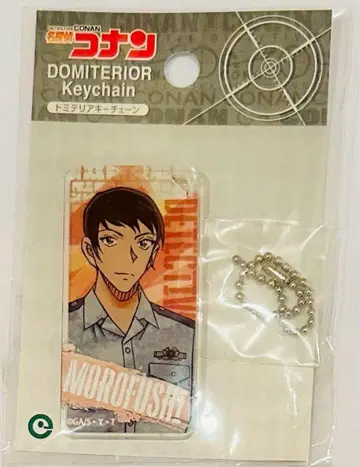 DETECTIVE CONAN
名探偵コナン
DOMITERIOR
Keychain
ドミテリアキーチェーン
DETECTIVE
MOROFUSHI
©GA/S・Y・T